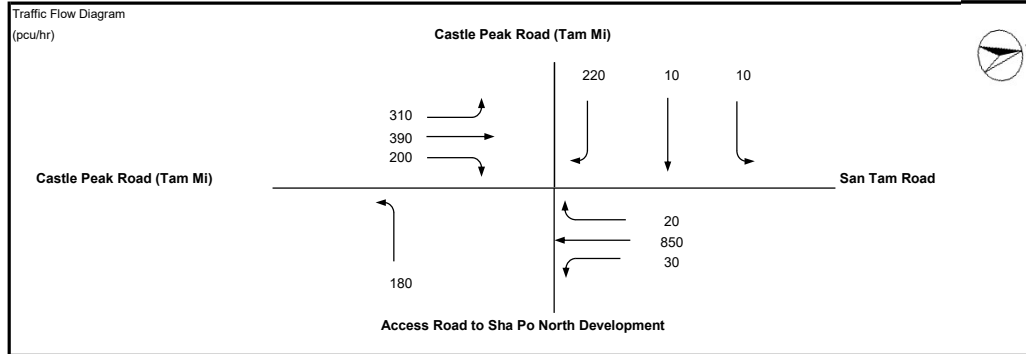 Traffic Flow Diagram
(pcu/hr)
Castle Peak Road (Tam Mi)
220 10 10
310
390
200
Castle Peak Road (Tam Mi)
San Tam Road
20
850
30
180
Access Road to Sha Po North Development